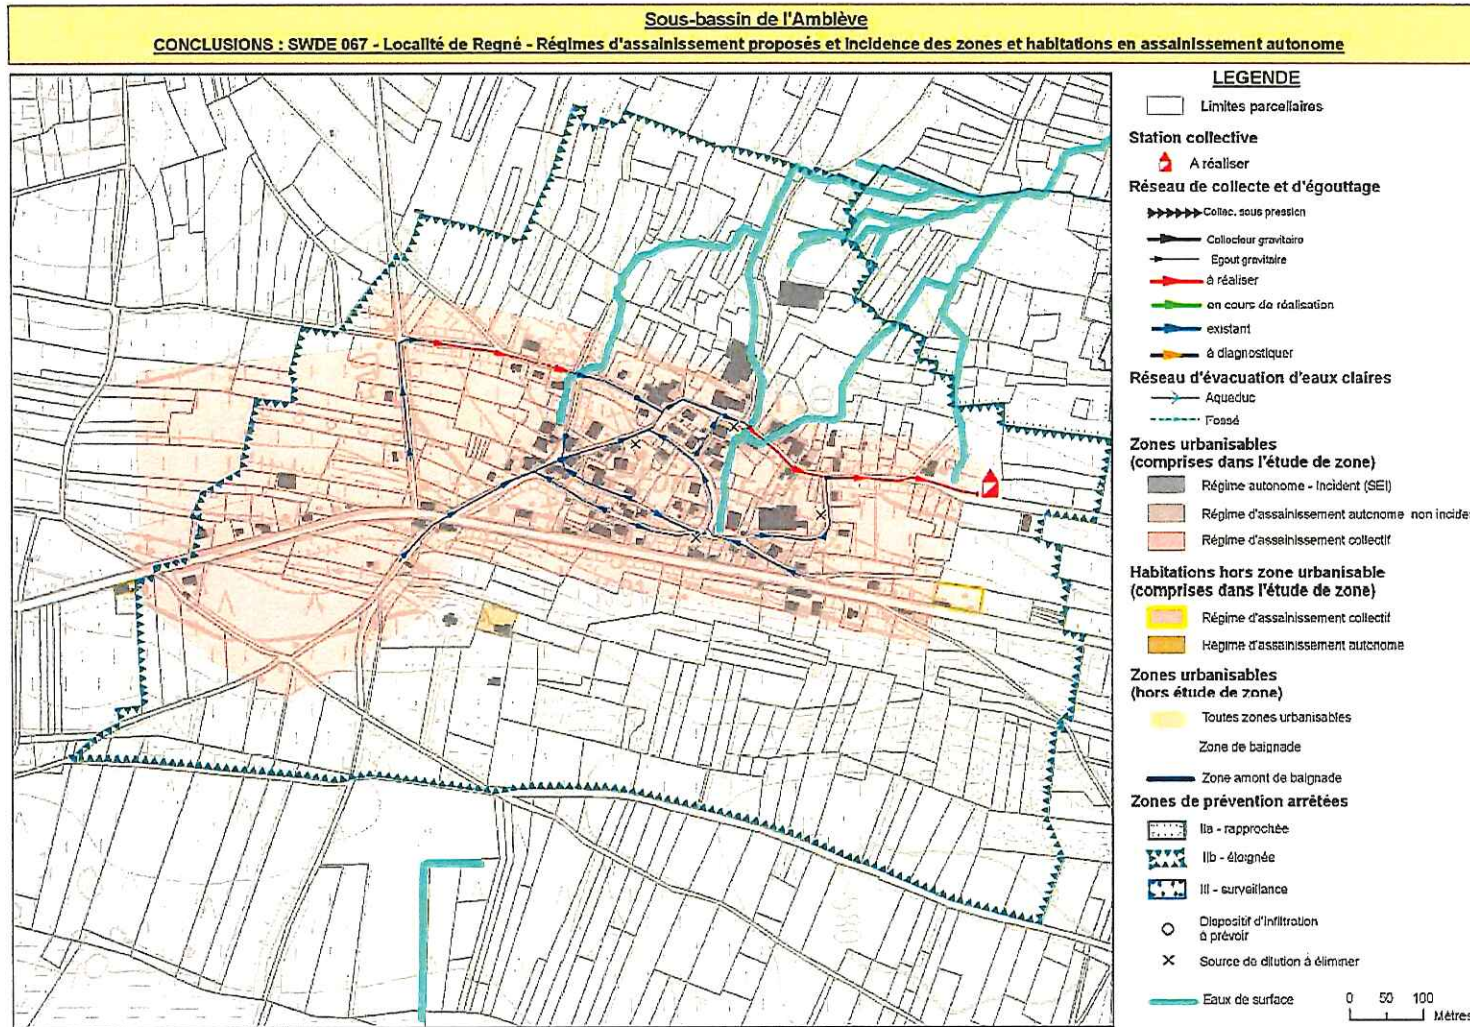 Sous-bassin de l'Amblève
CONCLUSIONS : SWDE 067 - Localité de Regné - Régimes d'assainissement proposés et incidence des zones et habitations en assainissement autonome
LEGENDE
Limites parcellaires
Station collective
A réaliser
Réseau de collecte et d'égouttage
Collec. sous pression
Collecteur gravitaire
Egout gravitaire
à réaliser
en cours de réalisation
existant
à diagnostiquer
Réseau d'évacuation d'eaux claires
Aqueduc
Fossé
Zones urbanisables
(comprises dans l'étude de zone)
Régime autonome - Incident (SEI)
Régime d'assainissement autonome non incide
Régime d'assainissement collectif
Habitations hors zone urbanisable
(comprises dans l'étude de zone)
Régime d'assainissement collectif
Régime d'assainissement autonome
Zones urbanisables
(hors étude de zone)
Toutes zones urbanisables
Zone de baignade
Zone amont de baignade
Zones de prévention arrêtées
IIa - rapprochée
IIb - éloignée
III - surveillance
Dispositif d'infiltration
à prévoir
Source de dilution à éliminer
Eaux de surface
0 50 100
Mètres